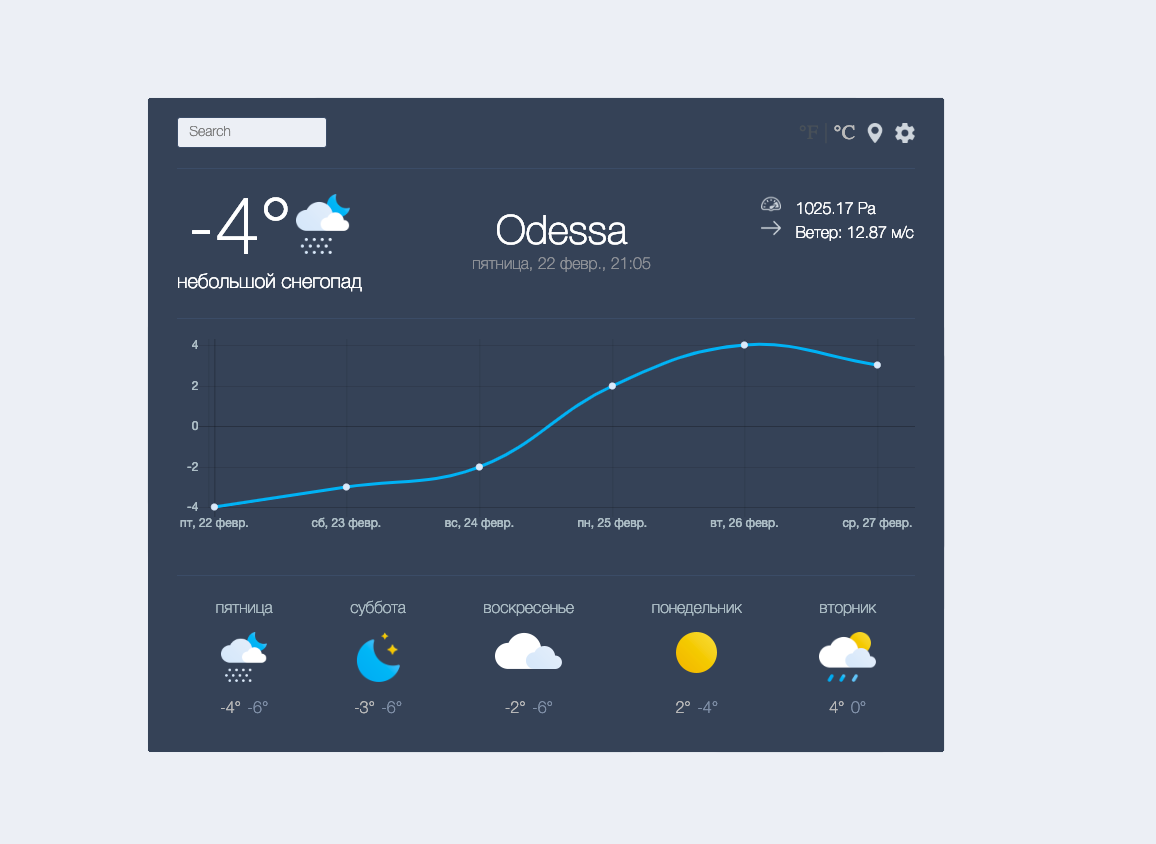 Search
°F | °C
-4°
небольшой снегопад
Odessa
пятница, 22 февр., 21:05
1025.17 Pa
Ветер: 12.87 м/с
4
2
0
-2
-4
пт, 22 февр. сб, 23 февр. вс, 24 февр. пн, 25 февр. вт, 26 февр. ср, 27 февр.
пятница суббота воскресенье понедельник вторник
-4° -6° -3° -6° -2° -6° 2° -4° 4° 0°